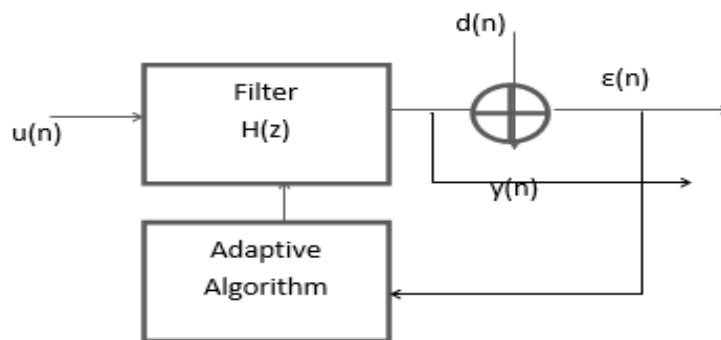 d(n)
Filter
H(z)
ε(n)
u(n)
y(n)
Adaptive
Algorithm